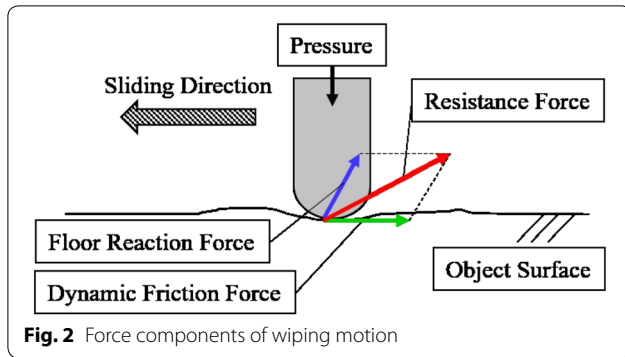 Pressure
Sliding Direction
Resistance Force
Floor Reaction Force
Object Surface
Dynamic Friction Force
Fig. 2 Force components of wiping motion